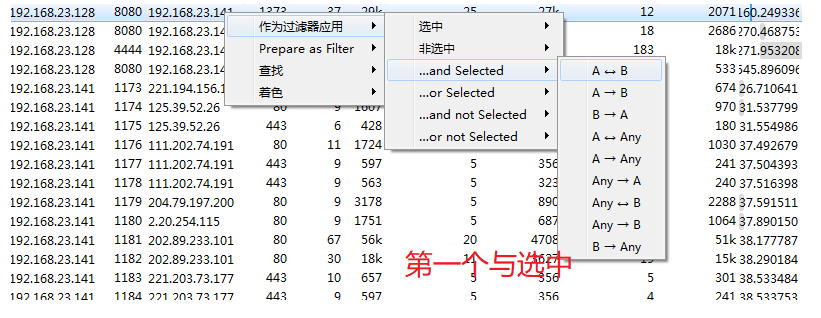 192.168.23.128 8080 192.168.23.141 1373 37 29k 25 27k 12 2071 160.249336
192.168.23.128 8080 192.168.23.14 作为过滤器应用 选中 18 2686 270.468753
192.168.23.128 4444 192.168.23.14 Prepare as Filter 非选中 183 18k 271.953208
192.168.23.128 8080 192.168.23.14 查找 ...and Selected A ↔ B 533 545.896096
192.168.23.141 1173 221.194.156.1 着色 ...or Selected A → B 674 26.710641
192.168.23.141 1174 125.39.52.26 80 9 1607 ...and not Selected B → A 970 31.537799
192.168.23.141 1175 125.39.52.26 443 6 428 ...or not Selected A ↔ Any 180 31.554986
192.168.23.141 1176 111.202.74.191 80 11 1724 A → Any 1030 37.492679
192.168.23.141 1177 111.202.74.191 443 9 597 5 356 Any → A 241 37.504393
192.168.23.141 1178 111.202.74.191 443 9 563 5 323 Any ↔ B 240 37.516398
192.168.23.141 1179 204.79.197.200 80 9 3178 5 890 Any → B 2288 37.591511
192.168.23.141 1180 2.20.254.115 80 9 1751 5 687 B → Any 1064 37.890150
192.168.23.141 1181 202.89.233.101 80 67 56k 20 4708 51k 38.177787
192.168.23.141 1182 202.89.233.101 80 30 18k 15k 38.290184
第一个与选中
192.168.23.141 1183 221.203.73.177 443 10 657 5 356 5 301 38.533484
192.168.23.141 1184 221.203.73.177 443 9 597 5 356 4 241 38.533753